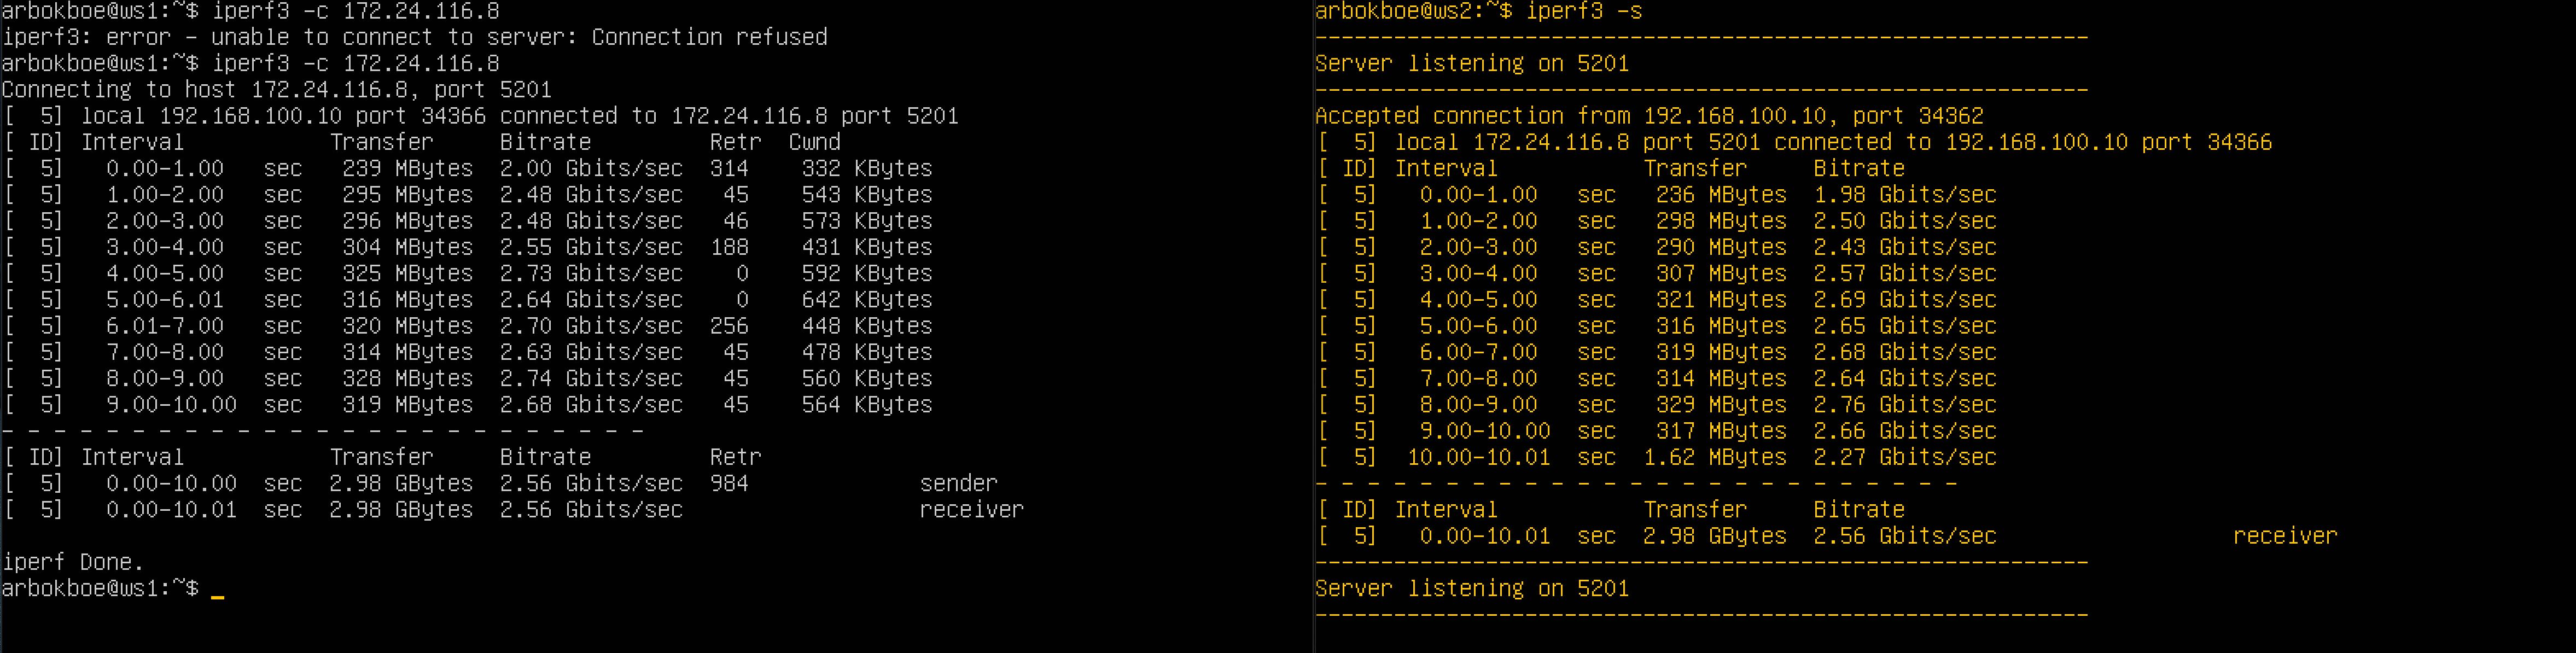 arbokboe@ws1:~$ iperf3 -c 172.24.116.8
iperf3: error - unable to connect to server: Connection refused
arbokboe@ws1:~$ iperf3 -c 172.24.116.8
Connecting to host 172.24.116.8, port 5201
[  5] local 192.168.100.10 port 34366 connected to 172.24.116.8 port 5201
[ ID] Interval           Transfer     Bitrate         Retr  Cwnd
[  5]   0.00-1.00   sec   239 MBytes  2.00 Gbits/sec  314    332 KBytes
[  5]   1.00-2.00   sec   295 MBytes  2.48 Gbits/sec   45    543 KBytes
[  5]   2.00-3.00   sec   296 MBytes  2.48 Gbits/sec   46    573 KBytes
[  5]   3.00-4.00   sec   304 MBytes  2.55 Gbits/sec  188    431 KBytes
[  5]   4.00-5.00   sec   325 MBytes  2.73 Gbits/sec    0    592 KBytes
[  5]   5.00-6.01   sec   316 MBytes  2.64 Gbits/sec    0    642 KBytes
[  5]   6.01-7.00   sec   320 MBytes  2.70 Gbits/sec  256    448 KBytes
[  5]   7.00-8.00   sec   314 MBytes  2.63 Gbits/sec   45    478 KBytes
[  5]   8.00-9.00   sec   328 MBytes  2.74 Gbits/sec   45    560 KBytes
[  5]   9.00-10.00  sec   319 MBytes  2.68 Gbits/sec   45    564 KBytes
- - - - - - - - - - - - - - - - - - - - - - - - -
[ ID] Interval           Transfer     Bitrate         Retr
[  5]   0.00-10.00  sec  2.98 GBytes  2.56 Gbits/sec  984             sender
[  5]   0.00-10.01  sec  2.98 GBytes  2.56 Gbits/sec                  receiver
iperf Done.
arbokboe@ws1:~$ _
arbokboe@ws2:~$ iperf3 -s
-----------------------------------------------------------
Server listening on 5201
-----------------------------------------------------------
Accepted connection from 192.168.100.10, port 34362
[  5] local 172.24.116.8 port 5201 connected to 192.168.100.10 port 34366
[ ID] Interval           Transfer     Bitrate
[  5]   0.00-1.00   sec   236 MBytes  1.98 Gbits/sec
[  5]   1.00-2.00   sec   298 MBytes  2.50 Gbits/sec
[  5]   2.00-3.00   sec   290 MBytes  2.43 Gbits/sec
[  5]   3.00-4.00   sec   307 MBytes  2.57 Gbits/sec
[  5]   4.00-5.00   sec   321 MBytes  2.69 Gbits/sec
[  5]   5.00-6.00   sec   316 MBytes  2.65 Gbits/sec
[  5]   6.00-7.00   sec   319 MBytes  2.68 Gbits/sec
[  5]   7.00-8.00   sec   314 MBytes  2.64 Gbits/sec
[  5]   8.00-9.00   sec   329 MBytes  2.76 Gbits/sec
[  5]   9.00-10.00  sec   317 MBytes  2.66 Gbits/sec
[  5]  10.00-10.01  sec  1.62 MBytes  2.27 Gbits/sec
- - - - - - - - - - - - - - - - - - - - - - - - -
[ ID] Interval           Transfer     Bitrate
[  5]   0.00-10.01  sec  2.98 GBytes  2.56 Gbits/sec                  receiver
-----------------------------------------------------------
Server listening on 5201
-----------------------------------------------------------